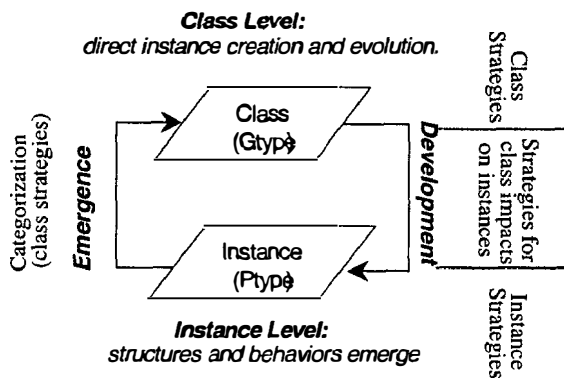 Class Level:
direct instance creation and evolution.
Class
(Gtype)
Categorization
(class strategies)
Emergence
Development
Class
Strategies
Strategies for
class impacts
on instances
Instance
Strategies
Instance
(Ptype)
Instance Level:
structures and behaviors emerge